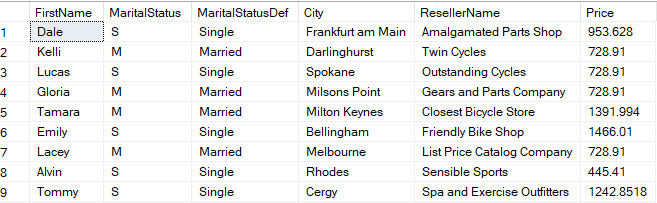 FirstName MaritalStatus MaritalStatusDef City ResellerName Price
1 Dale S Single Frankfurt am Main Amalgamated Parts Shop 953.628
2 Kelli M Married Darlinghurst Twin Cycles 728.91
3 Lucas S Single Spokane Outstanding Cycles 728.91
4 Gloria M Married Milsons Point Gears and Parts Company 728.91
5 Tamara M Married Milton Keynes Closest Bicycle Store 1391.994
6 Emily S Single Bellingham Friendly Bike Shop 1466.01
7 Lacey M Married Melbourne List Price Catalog Company 728.91
8 Alvin S Single Rhodes Sensible Sports 445.41
9 Tommy S Single Cergy Spa and Exercise Outfitters 1242.8518